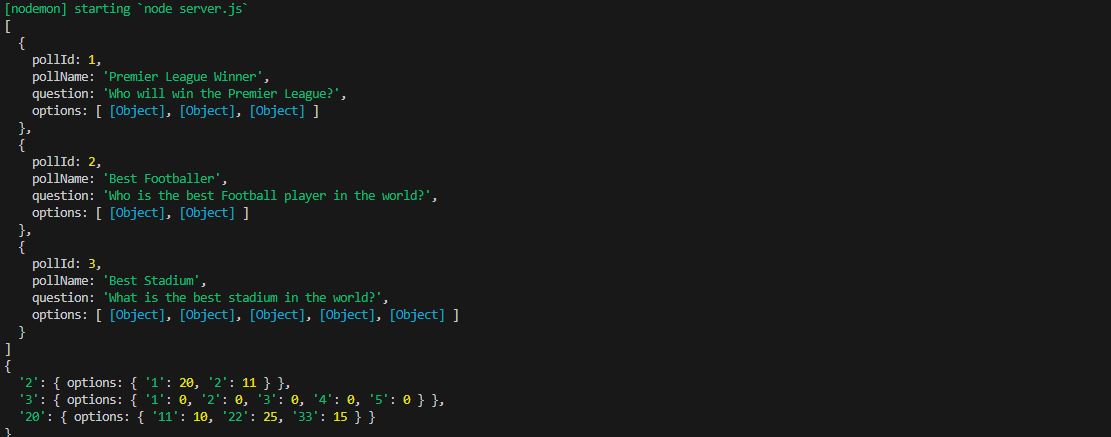 [nodemon] starting `node server.js`
[
  {
    pollId: 1,
    pollName: 'Premier League Winner',
    question: 'Who will win the Premier League?',
    options: [ [Object], [Object], [Object] ]
  },
  {
    pollId: 2,
    pollName: 'Best Footballer',
    question: 'Who is the best Football player in the world?',
    options: [ [Object], [Object] ]
  },
  {
    pollId: 3,
    pollName: 'Best Stadium',
    question: 'What is the best stadium in the world?',
    options: [ [Object], [Object], [Object], [Object], [Object] ]
  }
]
{
  '2': { options: { '1': 20, '2': 11 } },
  '3': { options: { '1': 0, '2': 0, '3': 0, '4': 0, '5': 0 } },
  '20': { options: { '11': 10, '22': 25, '33': 15 } }
}